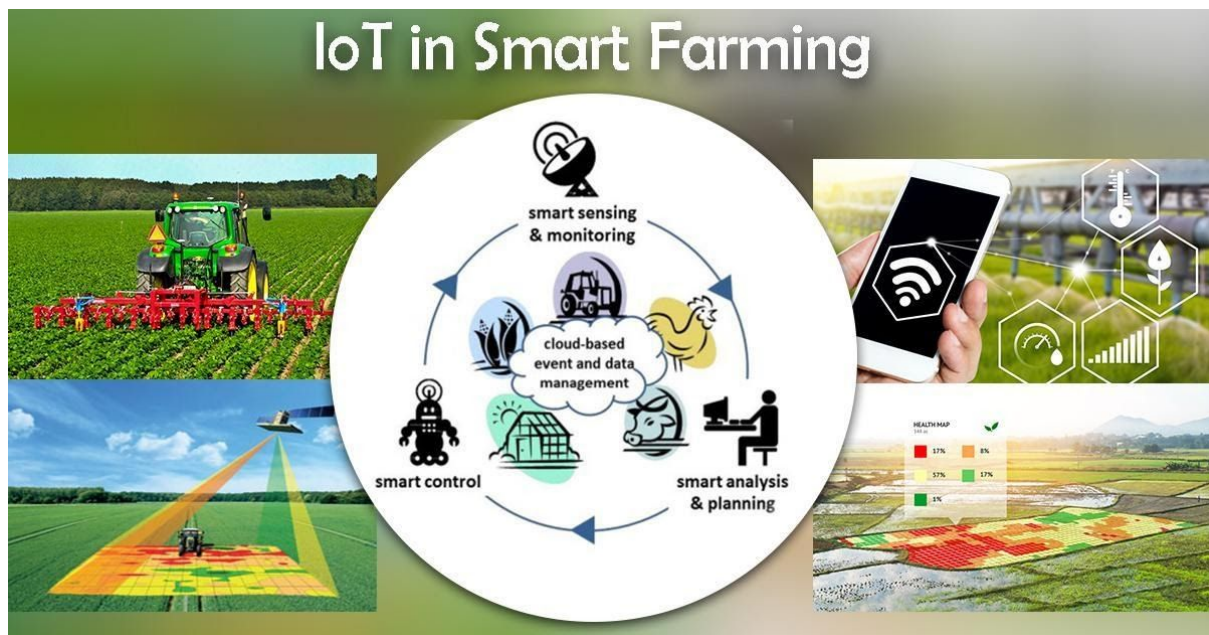 IoT in Smart Farming
smart sensing
& monitoring
cloud-based
event and data
management
smart control
smart analysis
& planning
HEALTH MAP
17%
8%
57%
17%
1%